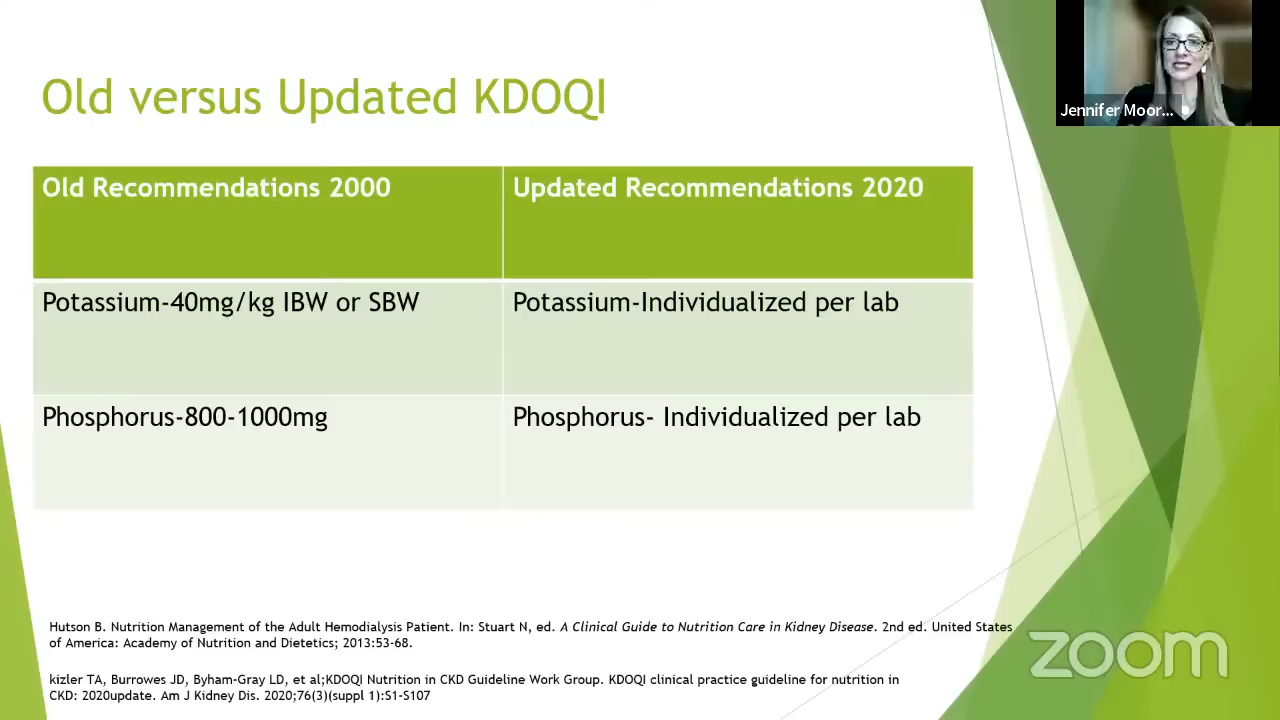 Old versus Updated KDOQI
Jennifer Moor...
Old Recommendations 2000
Updated Recommendations 2020
Potassium-40mg/kg IBW or SBW
Potassium-Individualized per lab
Phosphorus-800-1000mg
Phosphorus- Individualized per lab
Hutson B. Nutrition Management of the Adult Hemodialysis Patient. In: Stuart N, ed. A Clinical Guide to Nutrition Care in Kidney Disease. 2nd ed. United States
of America: Academy of Nutrition and Dietetics; 2013:53-68.
kizler TA, Burrowes JD, Byham-Gray LD, et al;KDOQI Nutrition in CKD Guideline Work Group. KDOQI clinical practice guideline for nutrition in
CKD: 2020update. Am J Kidney Dis. 2020;76(3)(suppl 1):S1-S107
zoom